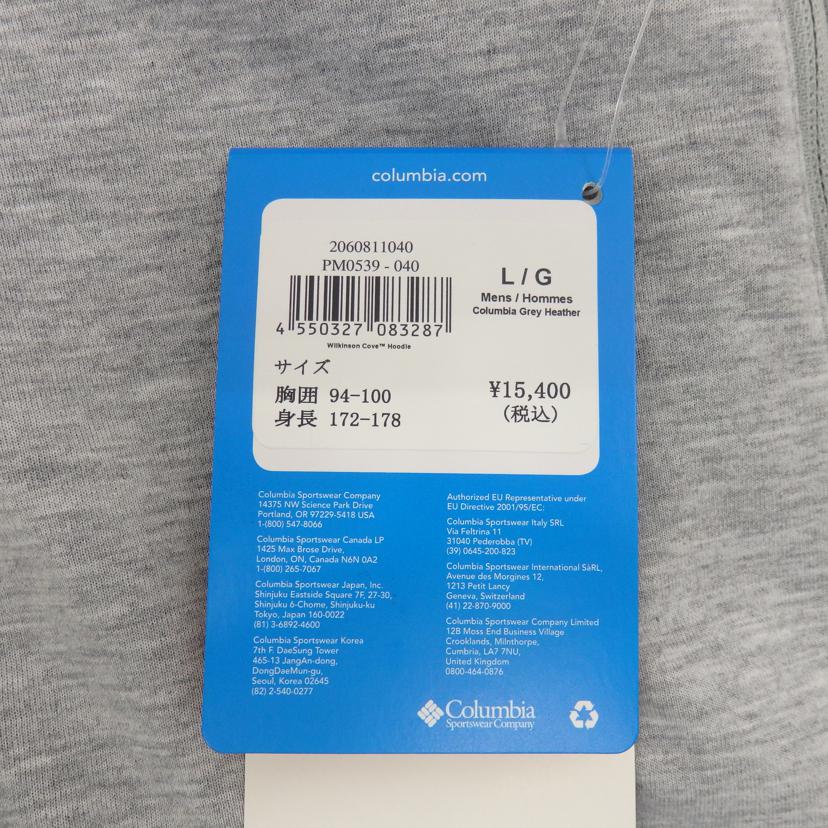 columbia.com
2060811040
PM0539 - 040
4 550327 083287
Wilkinson Cove™ Hoodie
L / G
Mens / Hommes
Columbia Grey Heather
サイズ
胸囲 94-100
身長 172-178
¥15,400
(税込)
Columbia Sportswear Company
14375 NW Science Park Drive
Portland, OR 97229-5418 USA
1-(800) 547-8066
Columbia Sportswear Canada LP
1425 Max Brose Drive,
London, ON, Canada N6N 0A2
1-(800) 265-7067
Columbia Sportswear Japan, Inc.
Shinjuku Eastside Square 7F, 27-30,
Shinjuku 6-Chome, Shinjuku-ku
Tokyo, Japan 160-0022
(81) 3-6892-4600
Columbia Sportswear Korea
7th F. DaeSung Tower
465-13 JangAn-dong,
DongDaeMun-gu,
Seoul, Korea 02645
(82) 2-540-0277
Authorized EU Representative under
EU Directive 2001/95/EC:
Columbia Sportswear Italy SRL
Via Feltrina 11
31040 Pederobba (TV)
(39) 0645-200-823
Columbia Sportswear International SàRL,
Avenue des Morgines 12,
1213 Petit Lancy
Geneva, Switzerland
(41) 22-870-9000
Columbia Sportswear Company Limited
12B Moss End Business Village
Crooklands, Milnthorpe,
Cumbria, LA7 7NU,
United Kingdom
0800-464-0876
Columbia
Sportswear Company